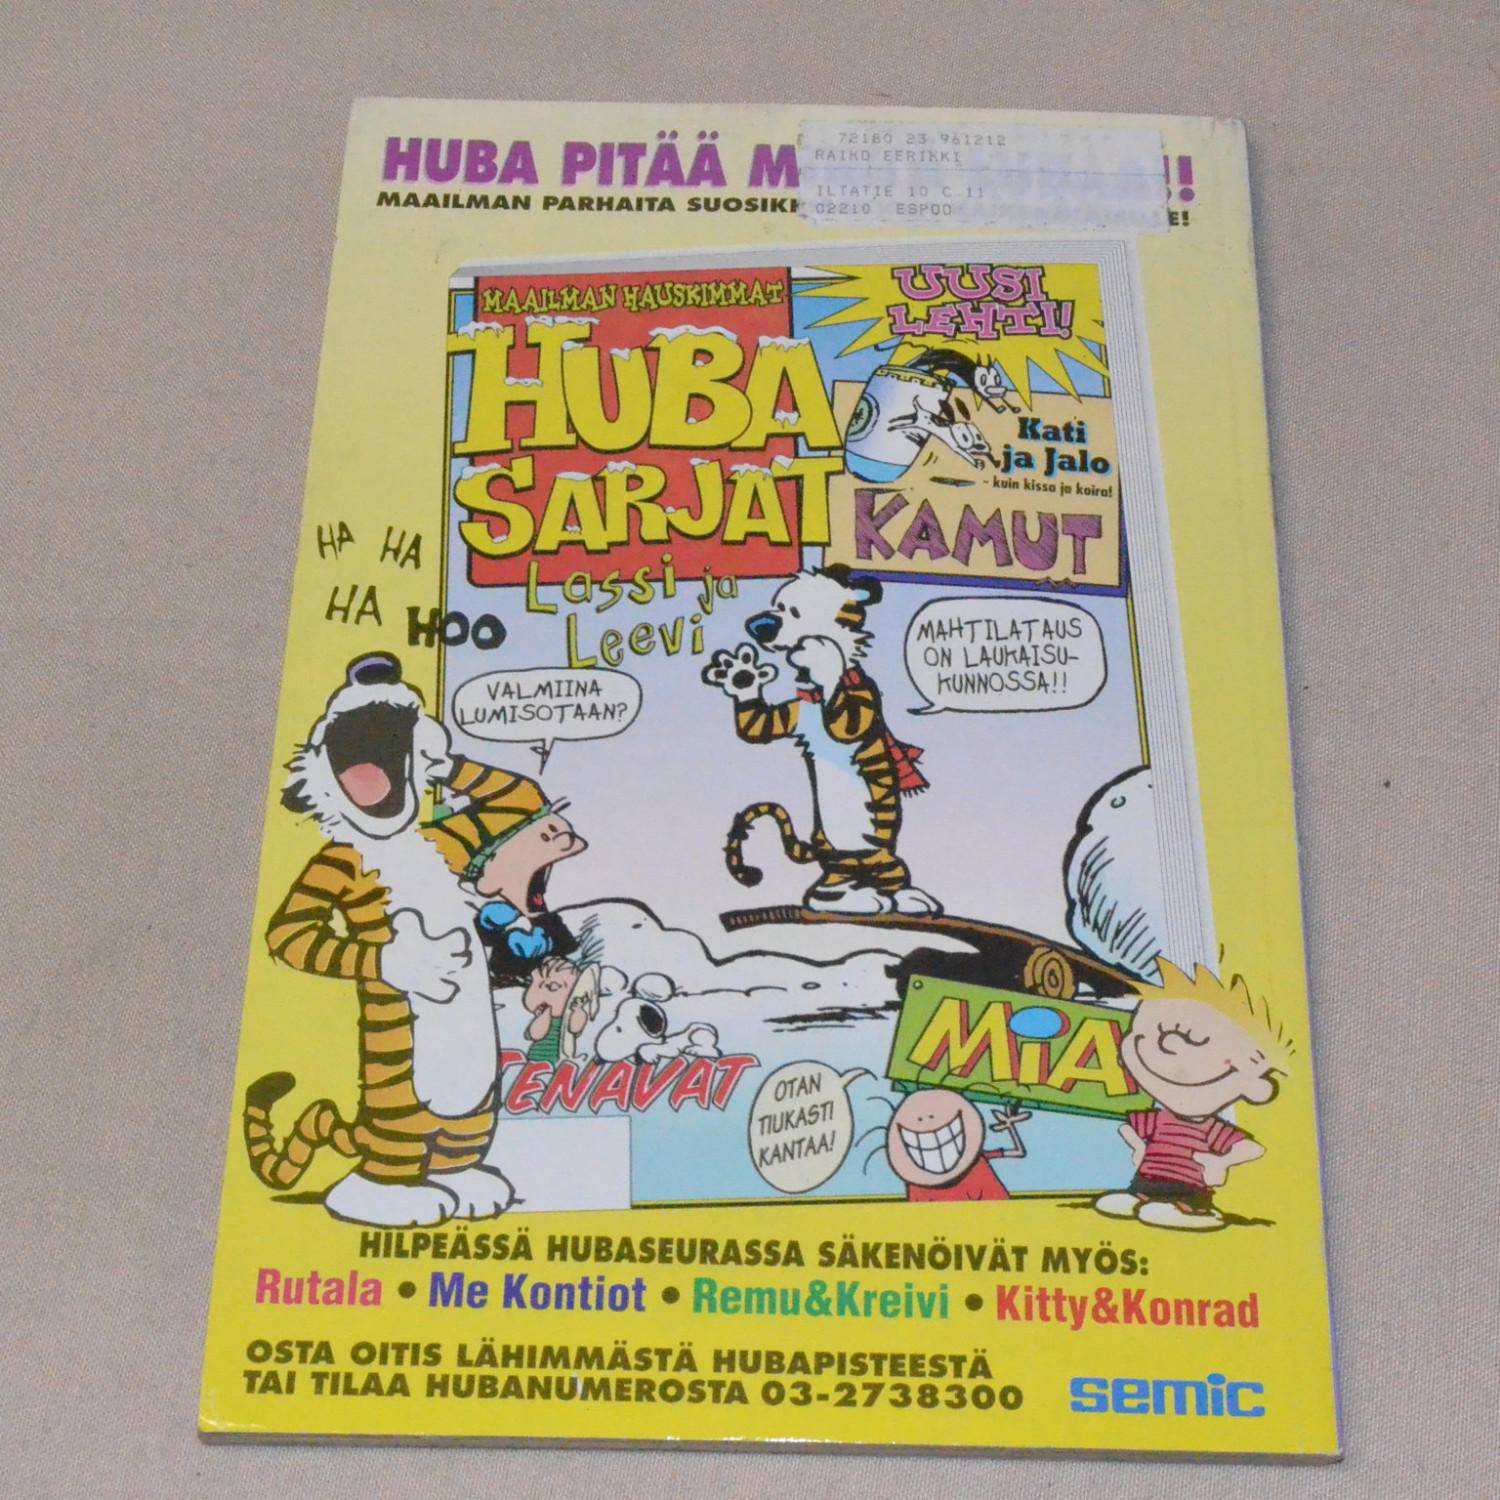 HUBA PITÄÄ
72180 23 961212
RAIKO EERIKKI
ILTATIE 10 C 11
02210 ESPOO
MAAILMAN PARHAITA
MAAILMAN HAUSKIMMAT
HUBA
SARJAT
Lassi ja
Leevi
UUSI
LEHTI!
Kati
ja Jalo
- kuin kissa ja koira!
KAMUT
HA HA
HA HOO
VALMIINA
LUMISOTAAN?
MAHTILATAUS
ON LAUKAISU-
KUNNOSSA!!
TENAVAT
MiA
OTAN
TIUKASTI
KANTAA!
HILPEÄSSÄ HUBASEURASSA SÄKENÖIVÄT MYÖS:
Rutala • Me Kontiot • Remu&Kreivi • Kitty&Konrad
OSTA OITIS LÄHIMMÄSTÄ HUBAPISTEESTÄ
TAI TILAA HUBANUMEROSTA 03-2738300
semic